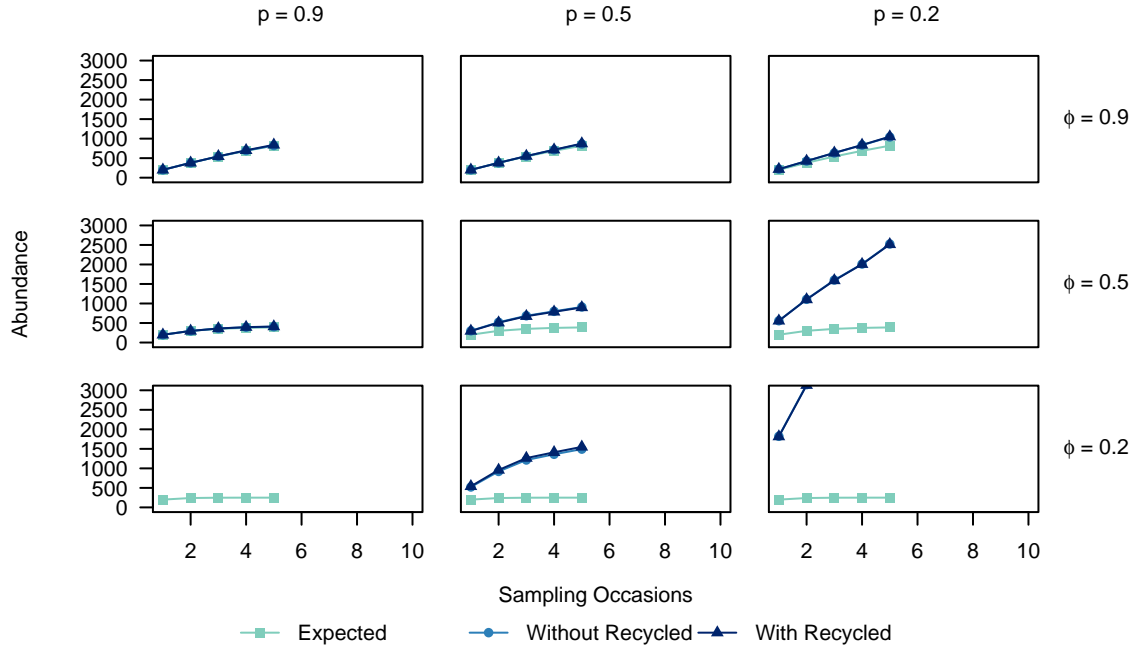 p = 0.9 p = 0.5 p = 0.2
3000
2500
2000
1500
1000
500
0
ϕ = 0.9
Abundance
3000
2500
2000
1500
1000
500
0
ϕ = 0.5
3000
2500
2000
1500
1000
500
0
ϕ = 0.2
2 4 6 8 10 2 4 6 8 10 2 4 6 8 10
Sampling Occasions
Expected Without Recycled With Recycled